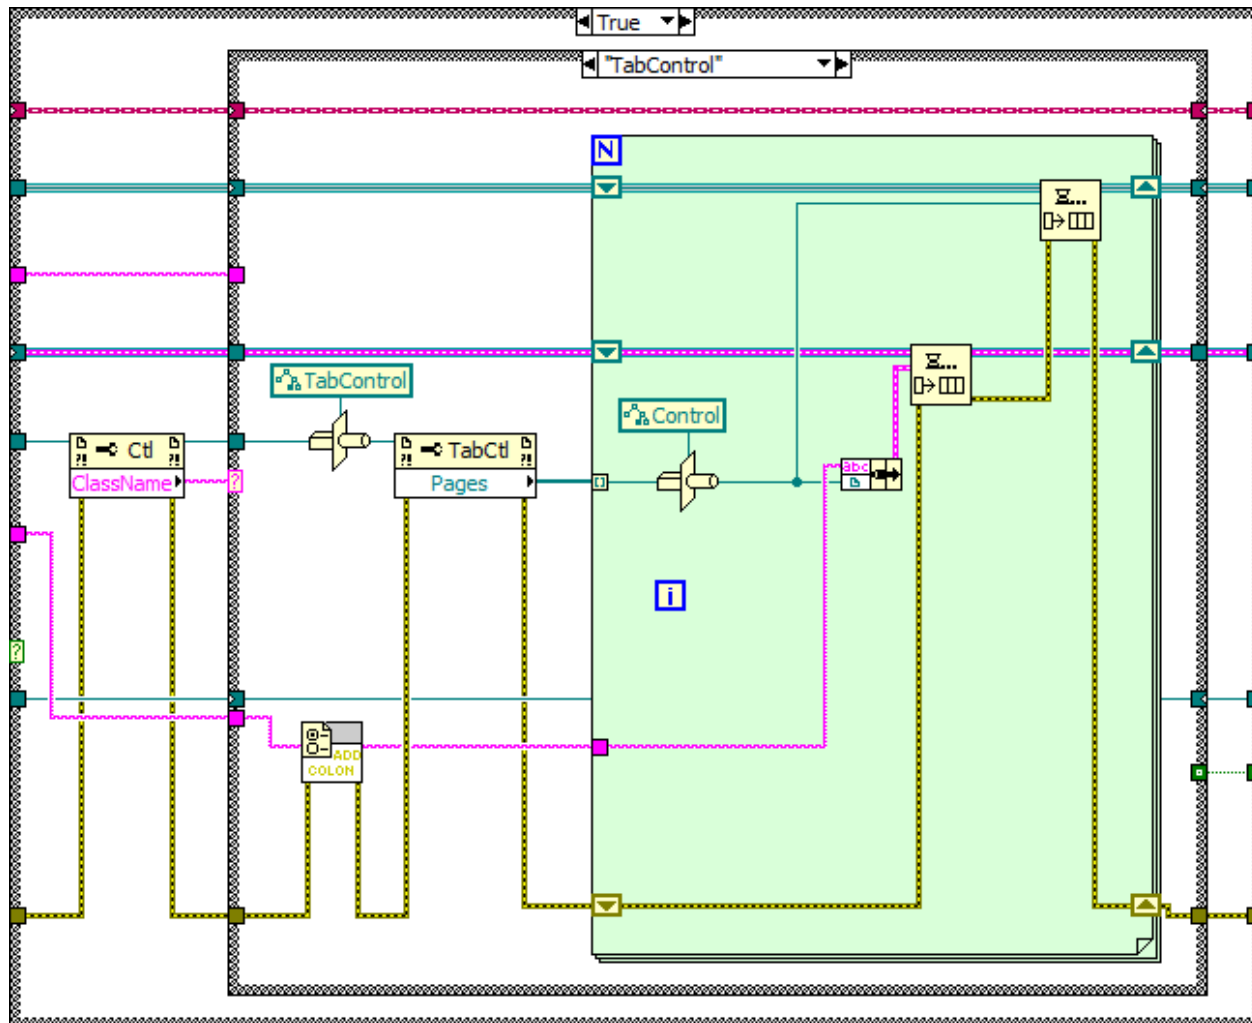 True
"TabControl"
N
TabControl
Control
Ctl
ClassName
?
TabCtl
Pages
abc
i
?
ADD
COLON